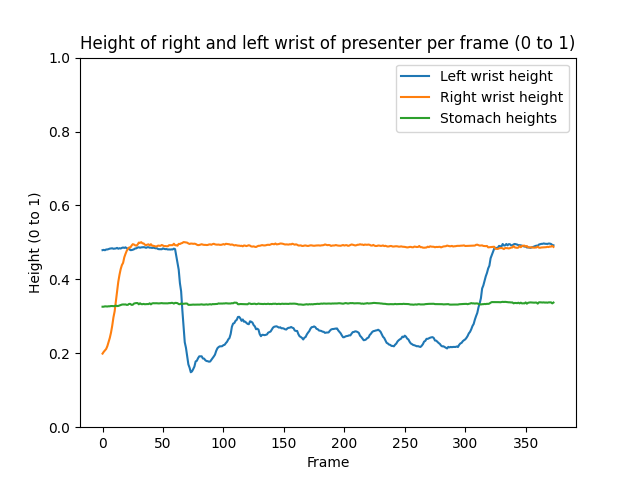 Height of right and left wrist of presenter per frame (0 to 1)
1.0
0.8
0.6
0.4
0.2
0.0
Height (0 to 1)
Left wrist height
Right wrist height
Stomach heights
0 50 100 150 200 250 300 350
Frame